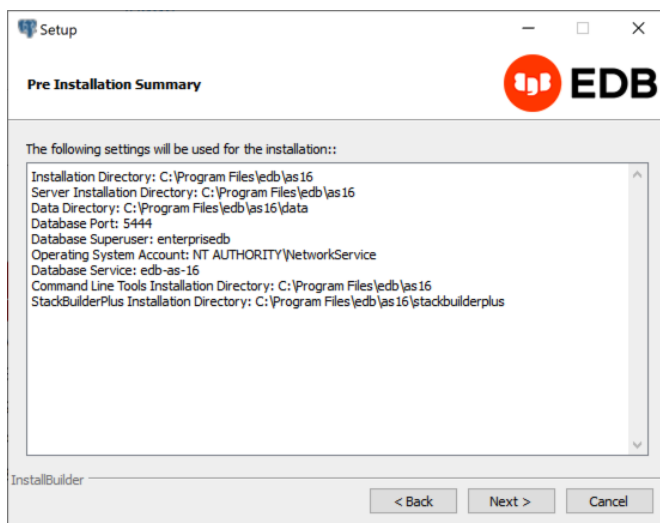 Setup
Pre Installation Summary
EDB
The following settings will be used for the installation::
Installation Directory: C:\Program Files\edb\as16
Server Installation Directory: C:\Program Files\edb\as16
Data Directory: C:\Program Files\edb\as16\data
Database Port: 5444
Database Superuser: enterprisedb
Operating System Account: NT AUTHORITY\NetworkService
Database Service: edb-as-16
Command Line Tools Installation Directory: C:\Program Files\edb\as16
StackBuilderPlus Installation Directory: C:\Program Files\edb\as16\stackbuilderplus
InstallBuilder
< Back Next > Cancel